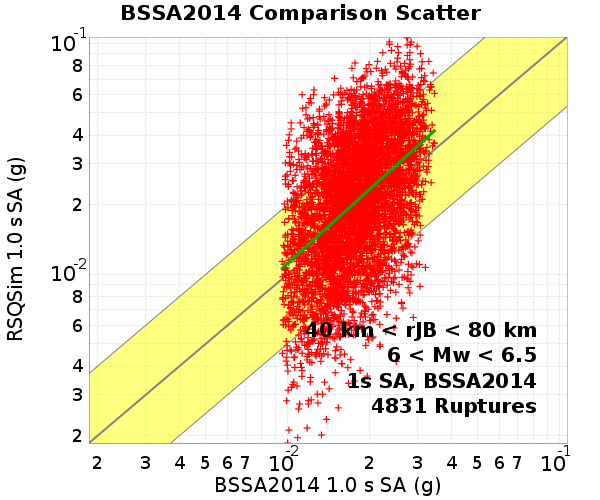 BSSA2014 Comparison Scatter
RSQSim 1.0 s SA (g)
10-1
8
6
4
3
2
10-2
8
6
4
3
2
40 km < rJB < 80 km
6 < Mw < 6.5
1s SA, BSSA2014
4831 Ruptures
2 3 4 5 6 7 10-2 2 3 4 5 6 7 10-1
BSSA2014 1.0 s SA (g)